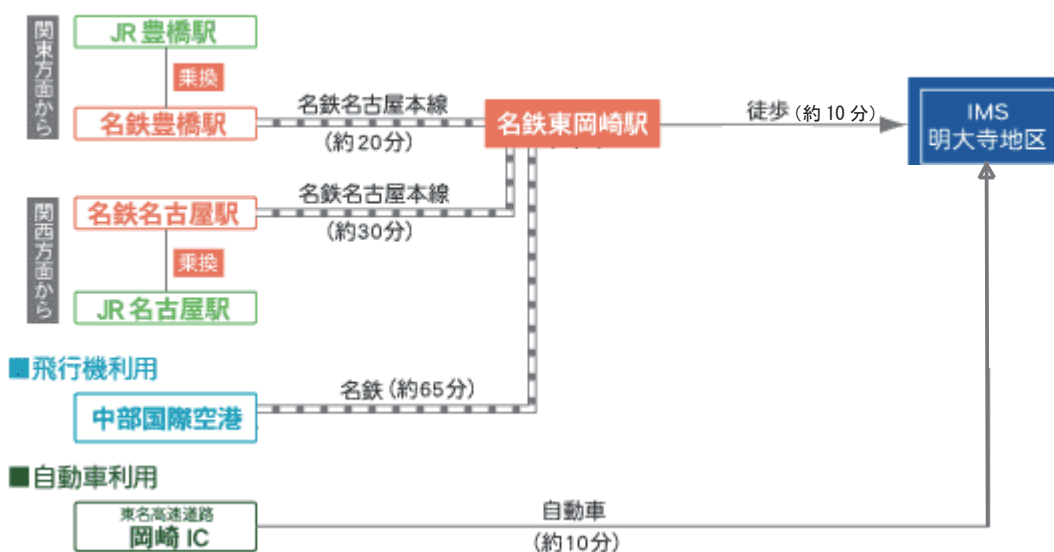 関東方面から
JR豊橋駅
乗換
名鉄豊橋駅
名鉄名古屋本線
(約20分)
名鉄東岡崎駅
徒歩(約10分)
IMS
明大寺地区
関西方面から
名鉄名古屋駅
名鉄名古屋本線
(約30分)
乗換
JR名古屋駅
■飛行機利用
中部国際空港
名鉄(約65分)
■自動車利用
東名高速道路
岡崎IC
自動車
(約10分)